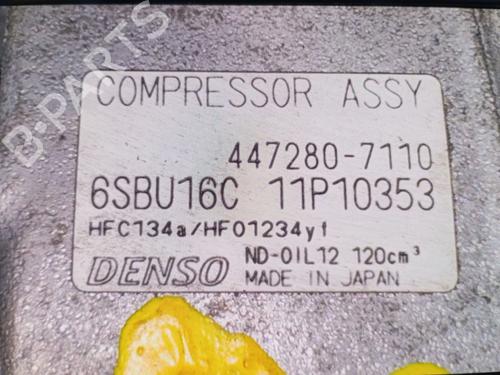 B-PARTS
COMPRESSOR ASSY
447280-7110
6SBU16C 11P10353
HFC134a/HFO1234yf
DENSO ND-OIL12 120cm³
MADE IN JAPAN